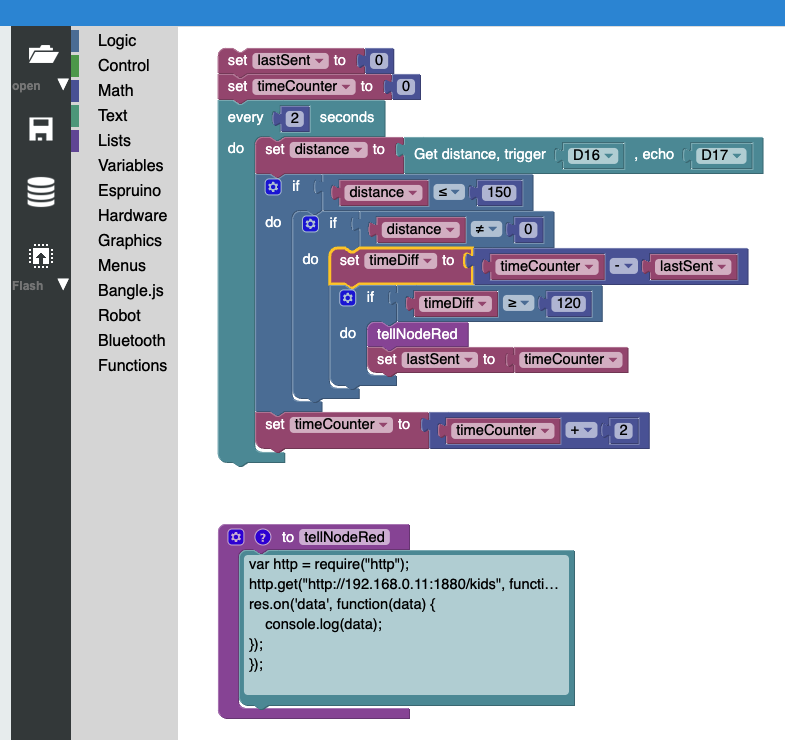 open
Flash
Logic
Control
Math
Text
Lists
Variables
Espruino
Hardware
Graphics
Menus
Bangle.js
Robot
Bluetooth
Functions
set lastSent to 0
set timeCounter to 0
every 2 seconds
do set distance to Get distance, trigger D16 , echo D17
if distance ≤ 150
do if distance ≠ 0
do set timeDiff to timeCounter - lastSent
if timeDiff ≥ 120
do tellNodeRed
set lastSent to timeCounter
set timeCounter to timeCounter + 2
? to tellNodeRed
var http = require("http");
http.get("http://192.168.0.11:1880/kids", functi...
res.on('data', function(data) {
console.log(data);
});
});